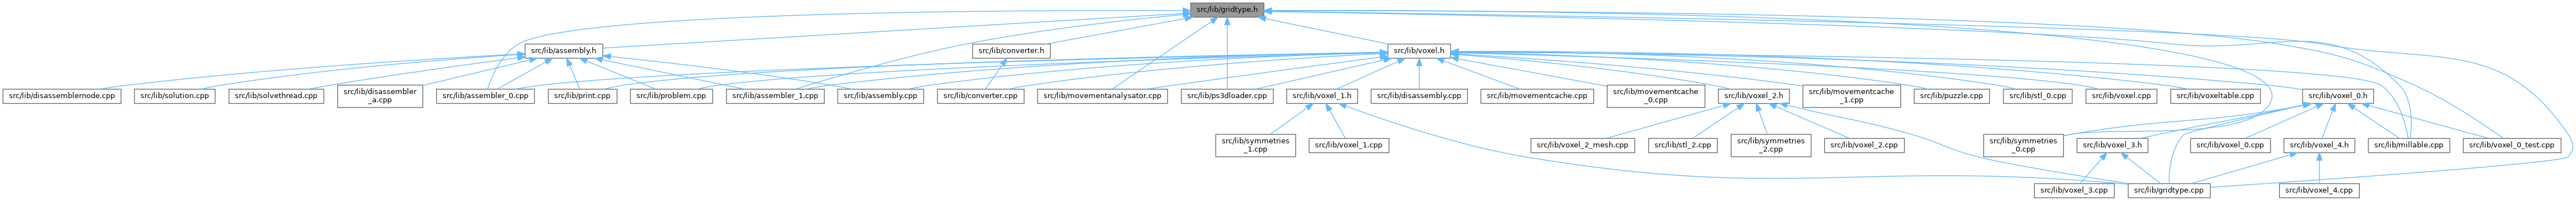 src/lib/gridtype.h
src/lib/assembly.h
src/lib/converter.h
src/lib/voxel.h
src/lib/disassemblernode.cpp
src/lib/solution.cpp
src/lib/solvethread.cpp
src/lib/disassembler
_a.cpp
src/lib/assembler_0.cpp
src/lib/print.cpp
src/lib/problem.cpp
src/lib/assembler_1.cpp
src/lib/assembly.cpp
src/lib/converter.cpp
src/lib/movementanalysator.cpp
src/lib/ps3dloader.cpp
src/lib/voxel_1.h
src/lib/disassembly.cpp
src/lib/movementcache.cpp
src/lib/movementcache
_0.cpp
src/lib/voxel_2.h
src/lib/movementcache
_1.cpp
src/lib/puzzle.cpp
src/lib/stl_0.cpp
src/lib/voxel.cpp
src/lib/voxeltable.cpp
src/lib/voxel_0.h
src/lib/symmetries
_1.cpp
src/lib/voxel_1.cpp
src/lib/voxel_2_mesh.cpp
src/lib/stl_2.cpp
src/lib/symmetries
_2.cpp
src/lib/voxel_2.cpp
src/lib/symmetries
_0.cpp
src/lib/voxel_3.h
src/lib/voxel_0.cpp
src/lib/voxel_4.h
src/lib/millable.cpp
src/lib/voxel_0_test.cpp
src/lib/voxel_3.cpp
src/lib/gridtype.cpp
src/lib/voxel_4.cpp